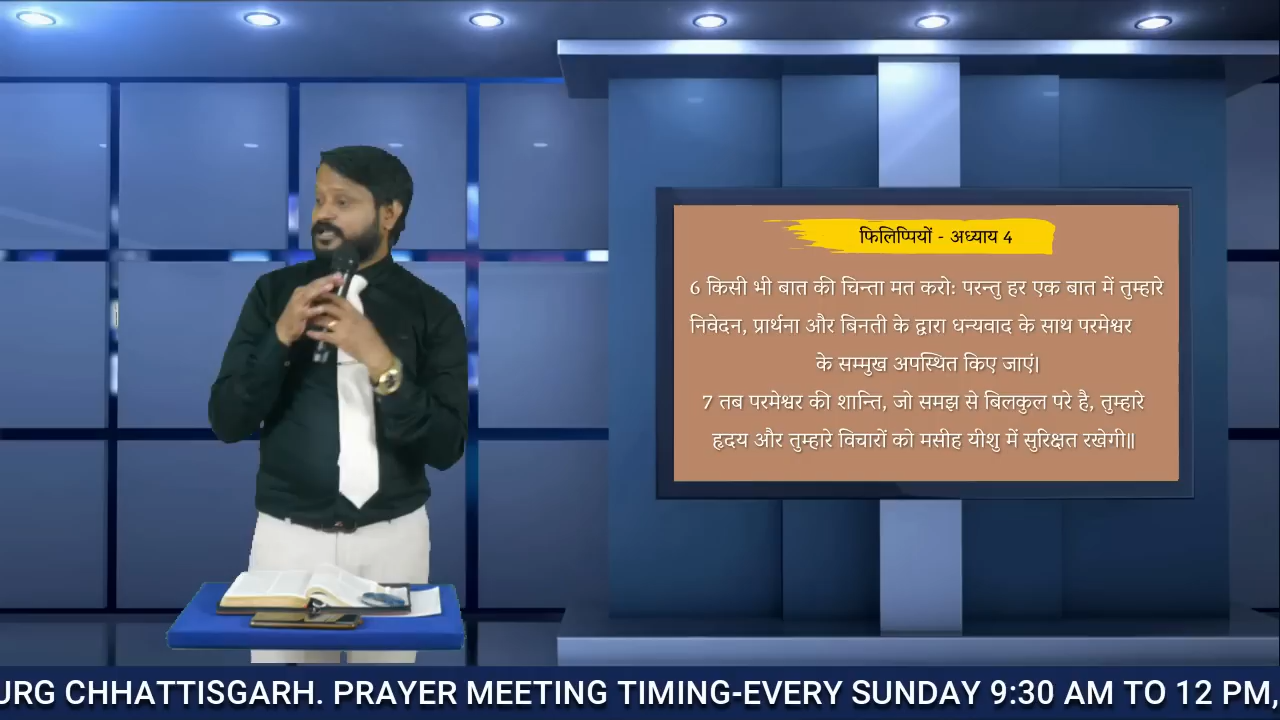 फिलिप्पियों - अध्याय 4
6 किसी भी बात की चिन्ता मत करो: परन्तु हर एक बात में तुम्हारे
निवेदन, प्रार्थना और बिनती के द्वारा धन्यवाद के साथ परमेश्वर
के सम्मुख अपस्थित किए जाएं।
7 तब परमेश्वर की शान्ति, जो समझ से बिलकुल परे है, तुम्हारे
हृदय और तुम्हारे विचारों को मसीह यीशु में सुरिक्षत रखेगी॥
URG CHHATTISGARH. PRAYER MEETING TIMING-EVERY SUNDAY 9:30 AM TO 12 PM,